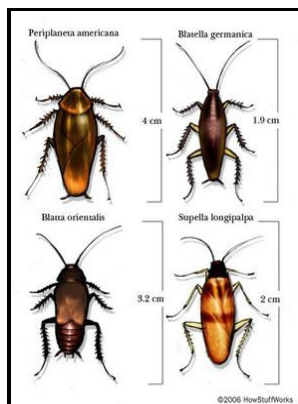 Periplaneta americana
Blatella germanica
4 cm
1.9 cm
Blatta orientalis
Supella longipalpa
3.2 cm
2 cm
©2006 HowStuffWorks